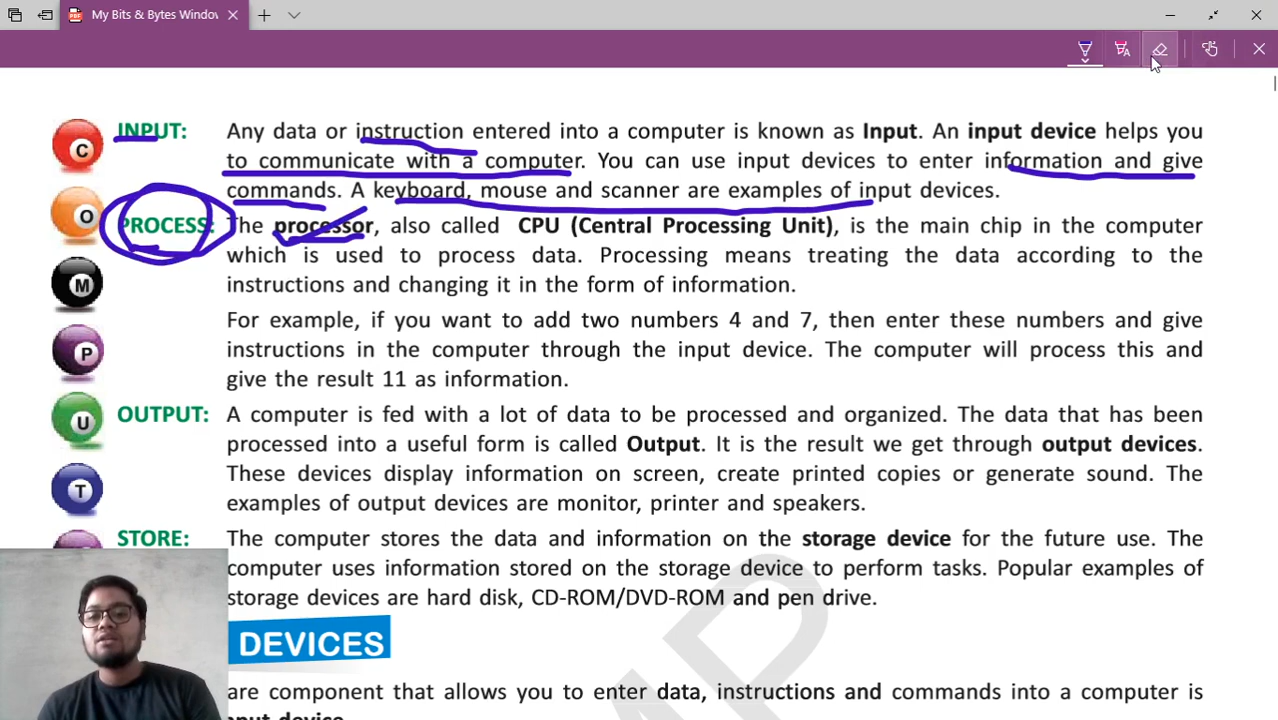 My Bits & Bytes Window
INPUT: Any data or instruction entered into a computer is known as Input. An input device helps you
to communicate with a computer. You can use input devices to enter information and give
commands. A keyboard, mouse and scanner are examples of input devices.
PROCESS: The processor, also called CPU (Central Processing Unit), is the main chip in the computer
which is used to process data. Processing means treating the data according to the
instructions and changing it in the form of information.
For example, if you want to add two numbers 4 and 7, then enter these numbers and give
instructions in the computer through the input device. The computer will process this and
give the result 11 as information.
OUTPUT: A computer is fed with a lot of data to be processed and organized. The data that has been
processed into a useful form is called Output. It is the result we get through output devices.
These devices display information on screen, create printed copies or generate sound. The
examples of output devices are monitor, printer and speakers.
STORE: The computer stores the data and information on the storage device for the future use. The
computer uses information stored on the storage device to perform tasks. Popular examples of
storage devices are hard disk, CD-ROM/DVD-ROM and pen drive.
C
O
M
P
U
T
DEVICES
are component that allows you to enter data, instructions and commands into a computer is
device.